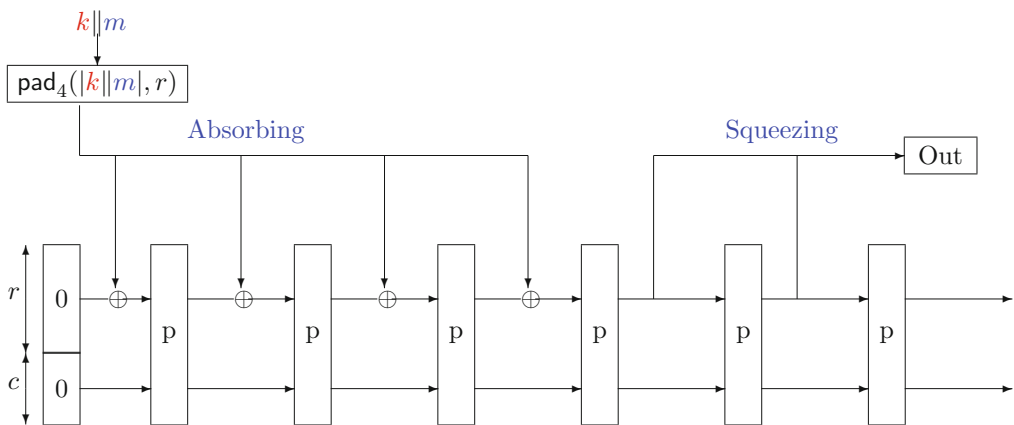 k‖m
pad₄(|k‖m|, r)
Absorbing
Squeezing
Out
r
0
c
0
p
p
p
p
p
p